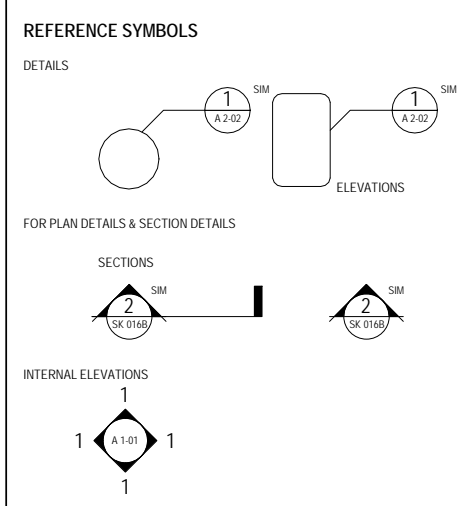 REFERENCE SYMBOLS
DETAILS
1 SIM 1 SIM
A 2-02 A 2-02
ELEVATIONS
FOR PLAN DETAILS & SECTION DETAILS
SECTIONS
2 SIM 2 SIM
SK 016B SK 016B
INTERNAL ELEVATIONS
1
1 A 1-01 1
1